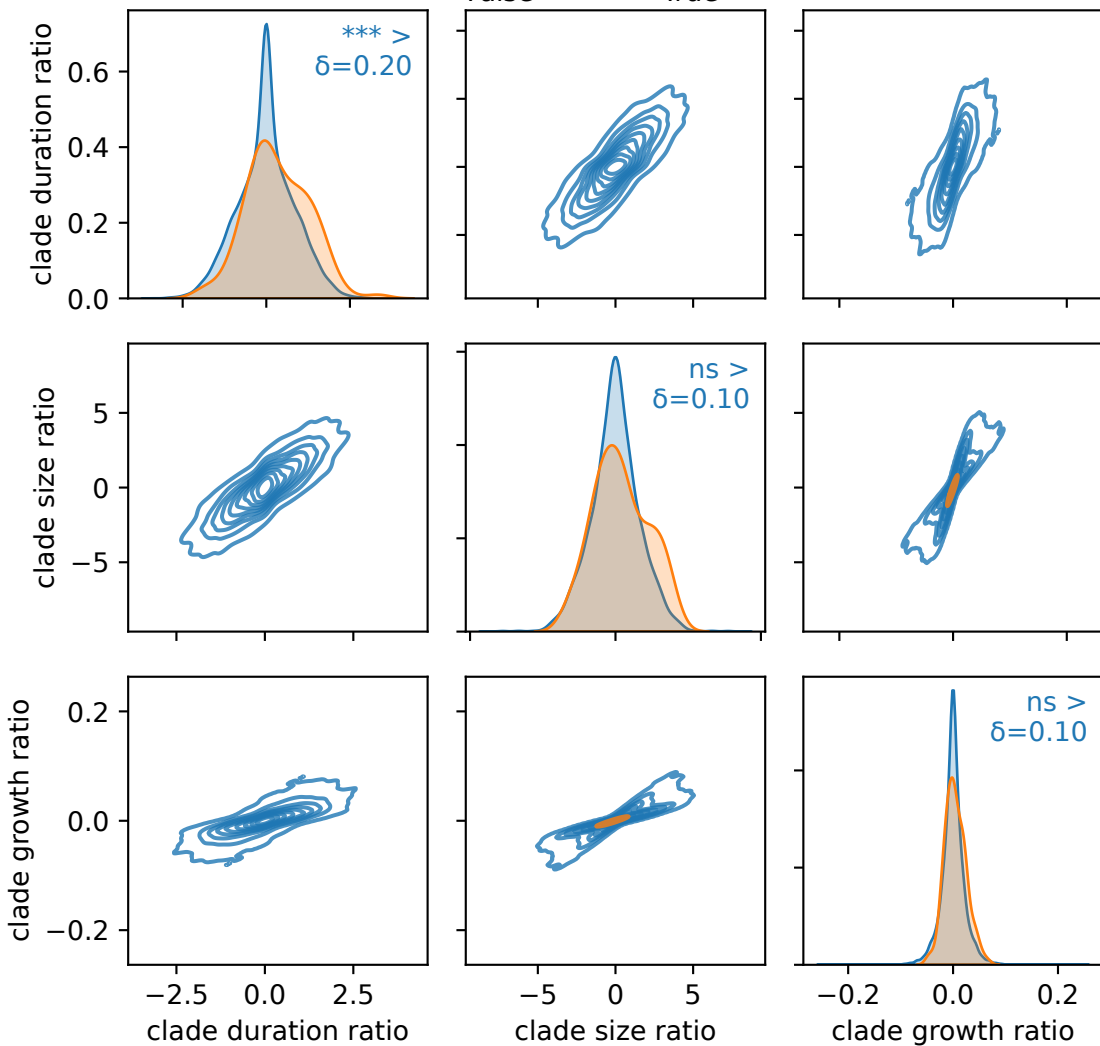 clade duration ratio
0.6
0.4
0.2
0.0
*** >
δ=0.20
clade size ratio
5
0
−5
ns >
δ=0.10
clade growth ratio
0.2
0.0
−0.2
ns >
δ=0.10
−2.5 0.0 2.5
−5 0 5
−0.2 0.0 0.2
clade duration ratio
clade size ratio
clade growth ratio